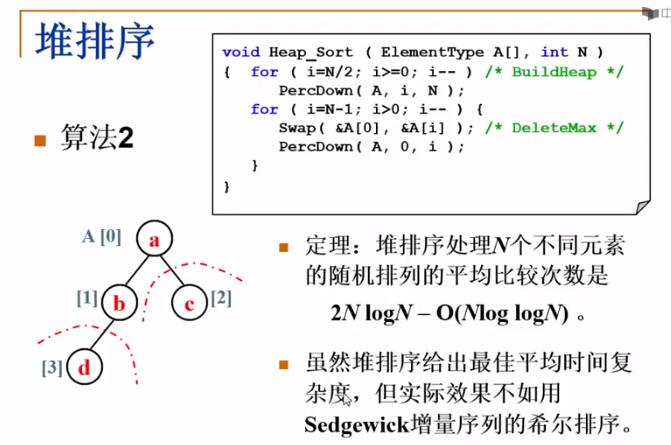 堆排序
void Heap_Sort ( ElementType A[], int N )
{ for ( i=N/2; i>=0; i-- ) /* BuildHeap */
PercDown( A, i, N );
for ( i=N-1; i>0; i-- ) {
Swap( &A[0], &A[i] ); /* DeleteMax */
PercDown( A, 0, i );
}
}
算法2
A [0] a
[1] b c [2]
[3] d
定理：堆排序处理N个不同元素
的随机排列的平均比较次数是
2N logN – O(Nlog logN) 。
虽然堆排序给出最佳平均时间复
杂度，但实际效果不如用
Sedgewick增量序列的希尔排序。